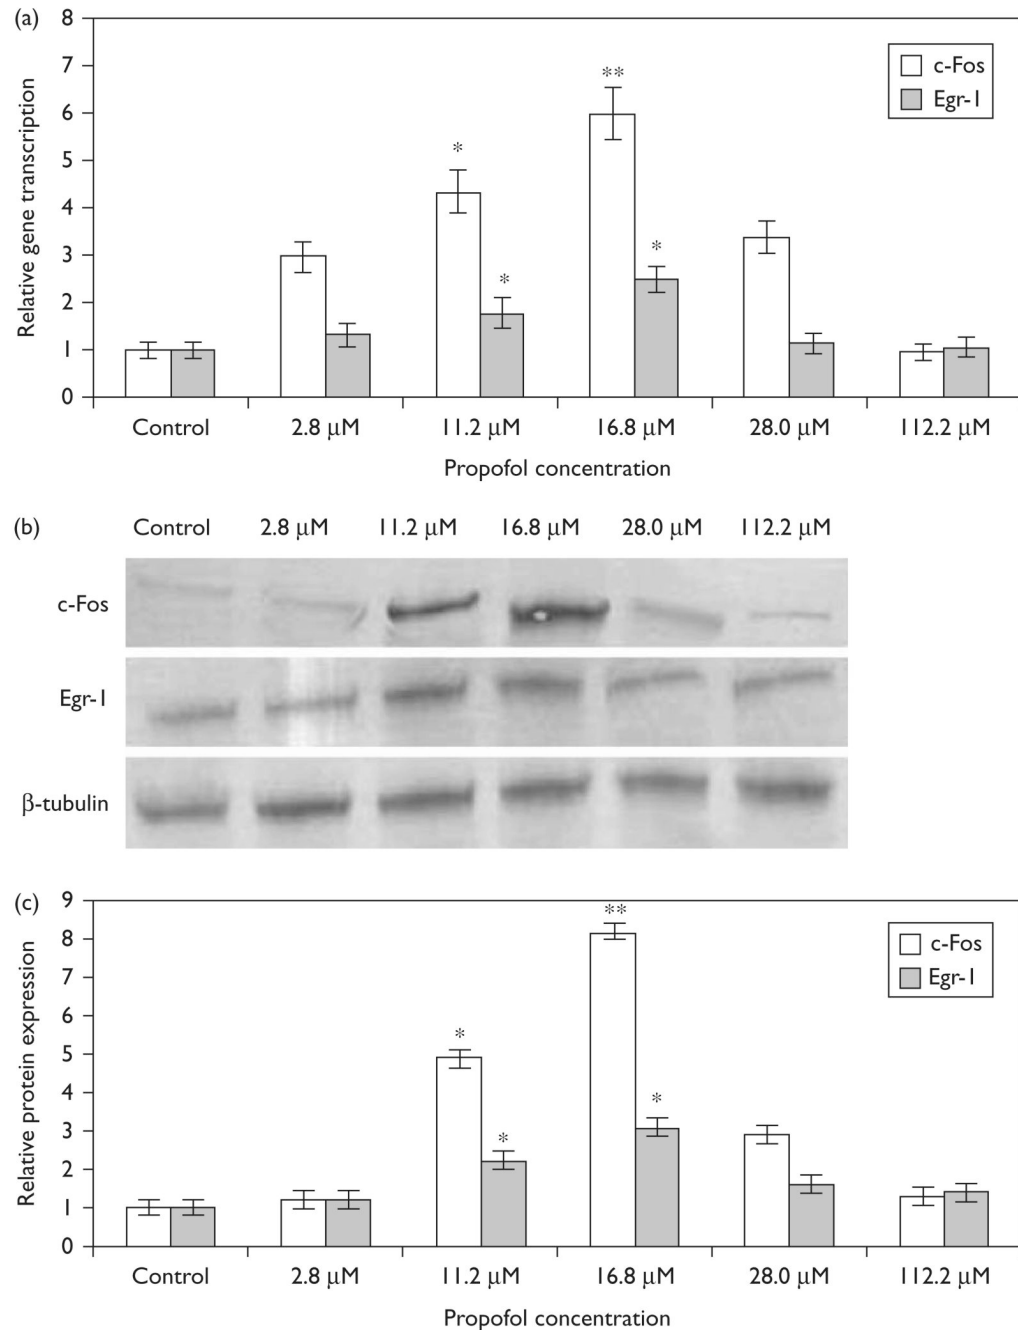 (a)
Relative gene transcription
8
7
6
5
4
3
2
1
0
**
*
*
*
c-Fos
Egr-1
Control 2.8 μM 11.2 μM 16.8 μM 28.0 μM 112.2 μM
Propofol concentration
(b)
Control 2.8 μM 11.2 μM 16.8 μM 28.0 μM 112.2 μM
c-Fos
Egr-1
β-tubulin
(c)
Relative protein expression
9
8
7
6
5
4
3
2
1
0
**
*
*
*
c-Fos
Egr-1
Control 2.8 μM 11.2 μM 16.8 μM 28.0 μM 112.2 μM
Propofol concentration